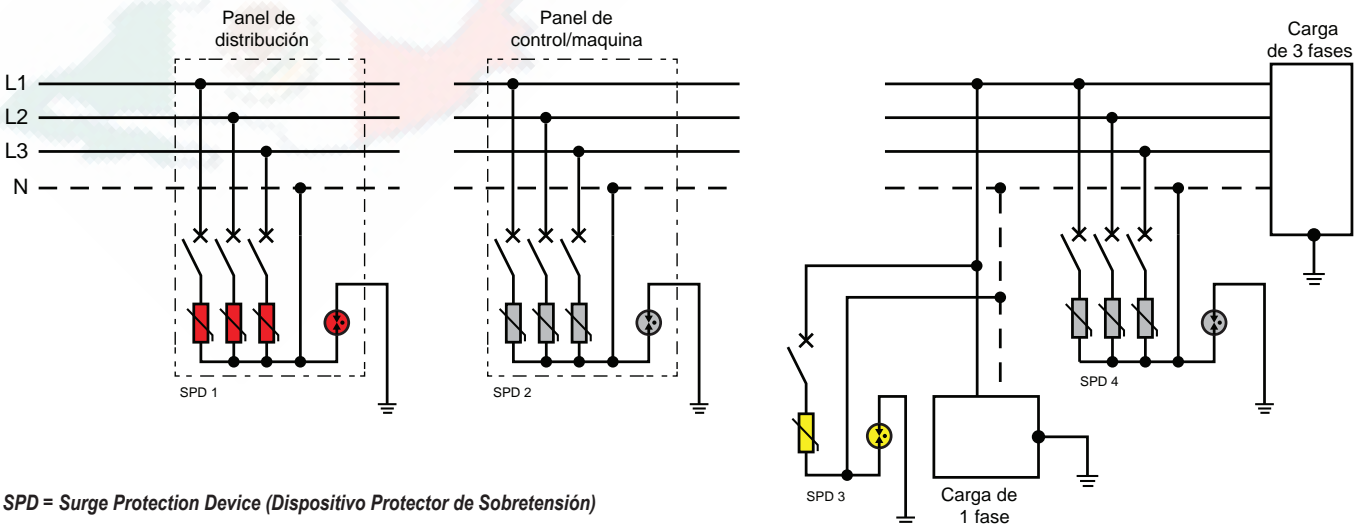 Panel de
distribución
Panel de
control/maquina
Carga
de 3 fases
L1
L2
L3
N
SPD 1
SPD 2
SPD 4
SPD 3
Carga de
1 fase
SPD = Surge Protection Device (Dispositivo Protector de Sobretensión)